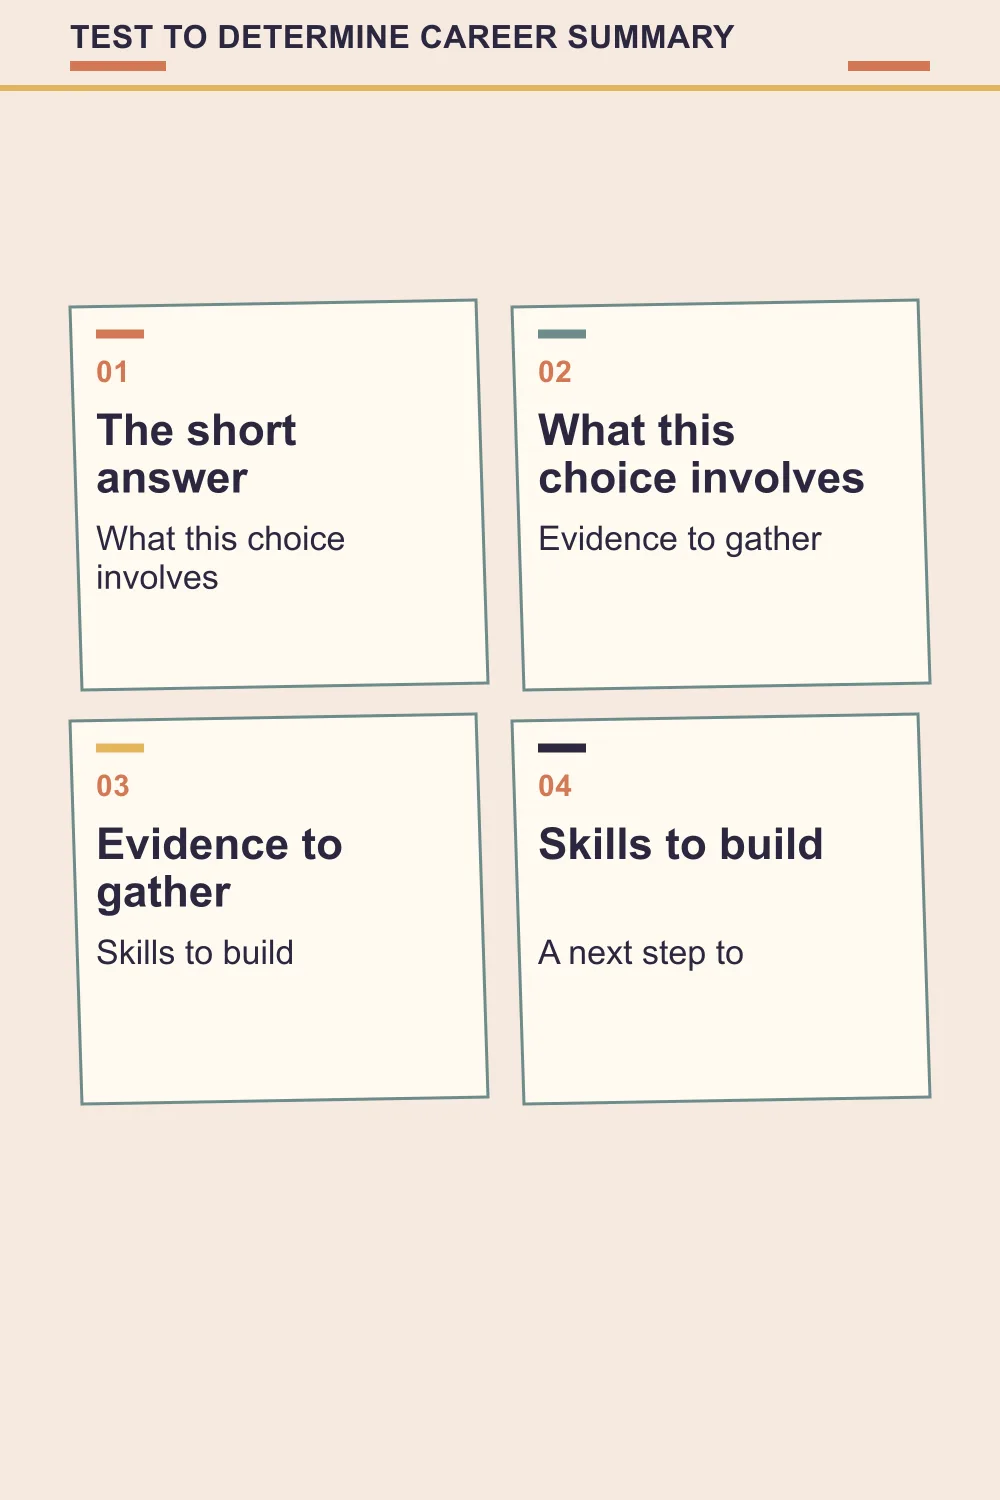 TEST TO DETERMINE CAREER SUMMARY
01
The short
answer
What this choice
involves
02
What this
choice involves
Evidence to gather
03
Evidence to
gather
Skills to build
04
Skills to build
A next step to